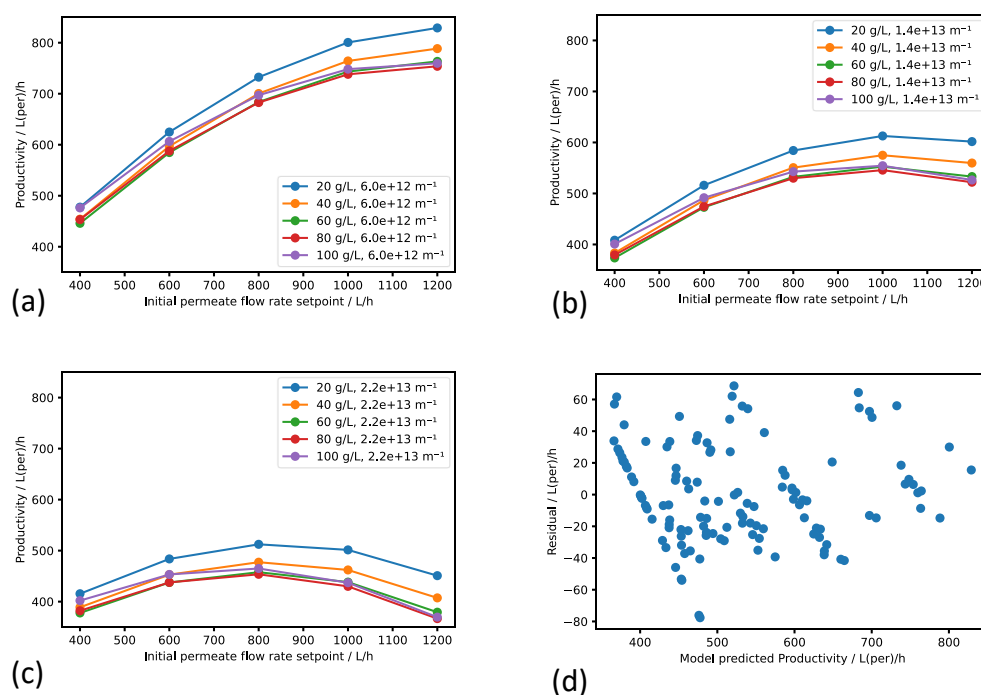 800
700
600
500
400
Productivity / L(per)/h
20 g/L, 6.0e+12 m⁻¹
40 g/L, 6.0e+12 m⁻¹
60 g/L, 6.0e+12 m⁻¹
80 g/L, 6.0e+12 m⁻¹
100 g/L, 6.0e+12 m⁻¹
400 500 600 700 800 900 1000 1100 1200
Initial permeate flow rate setpoint / L/h
(a)
800
700
600
500
400
Productivity / L(per)/h
20 g/L, 1.4e+13 m⁻¹
40 g/L, 1.4e+13 m⁻¹
60 g/L, 1.4e+13 m⁻¹
80 g/L, 1.4e+13 m⁻¹
100 g/L, 1.4e+13 m⁻¹
400 500 600 700 800 900 1000 1100 1200
Initial permeate flow rate setpoint / L/h
(b)
800
700
600
500
400
Productivity / L(per)/h
20 g/L, 2.2e+13 m⁻¹
40 g/L, 2.2e+13 m⁻¹
60 g/L, 2.2e+13 m⁻¹
80 g/L, 2.2e+13 m⁻¹
100 g/L, 2.2e+13 m⁻¹
400 500 600 700 800 900 1000 1100 1200
Initial permeate flow rate setpoint / L/h
(c)
60
40
20
0
−20
−40
−60
−80
Residual / L(per)/h
400 500 600 700 800
Model predicted Productivity / L(per)/h
(d)